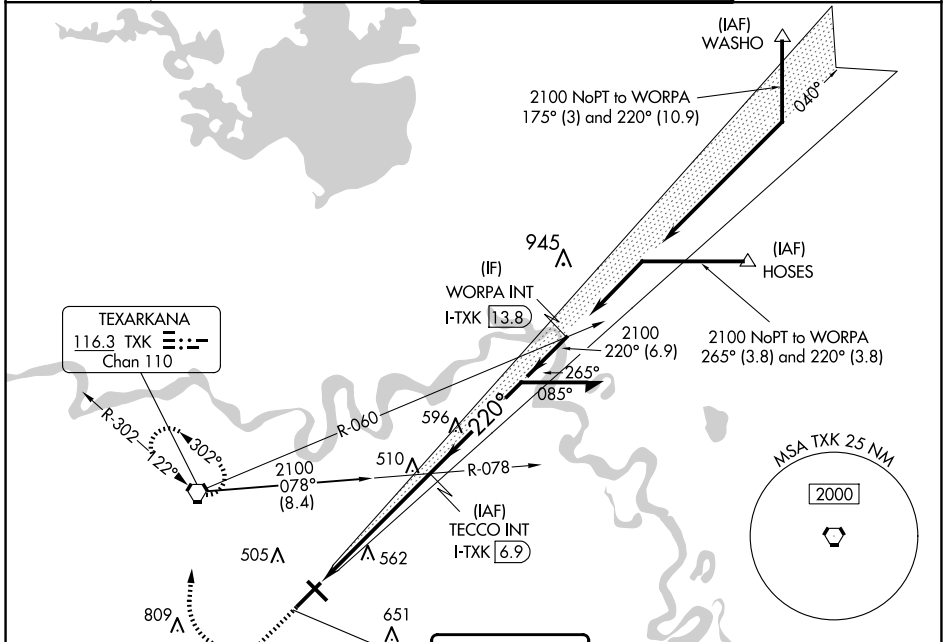 (IAF)
WASHO
2100 NoPT to WORPA
175° (3) and 220° (10.9)
040°
945
(IF)
WORPA INT
I-TXK 13.8
(IAF)
HOSES
2100
220° (6.9)
2100 NoPT to WORPA
265° (3.8) and 220° (3.8)
TEXARKANA
116.3 TXK
Chan 110
265°
085°
220°
596
R-060
R-302
122°
302°
510
R-078
2100
078°
(8.4)
(IAF)
TECCO INT
I-TXK 6.9
MSA TXK 25 NM
2000
505
562
809
651